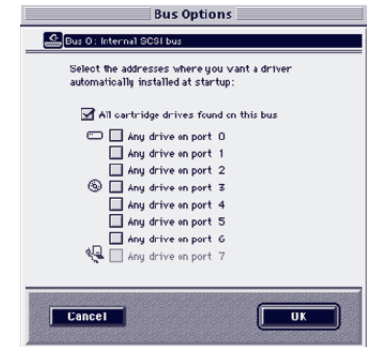 Bus Options
Bus 0: Internal SCSI bus
Select the addresses where you want a driver
automatically installed at startup:
All cartridge drives found on this bus
Any drive on port 0
Any drive on port 1
Any drive on port 2
Any drive on port 3
Any drive on port 4
Any drive on port 5
Any drive on port 6
Any drive on port 7
Cancel
OK